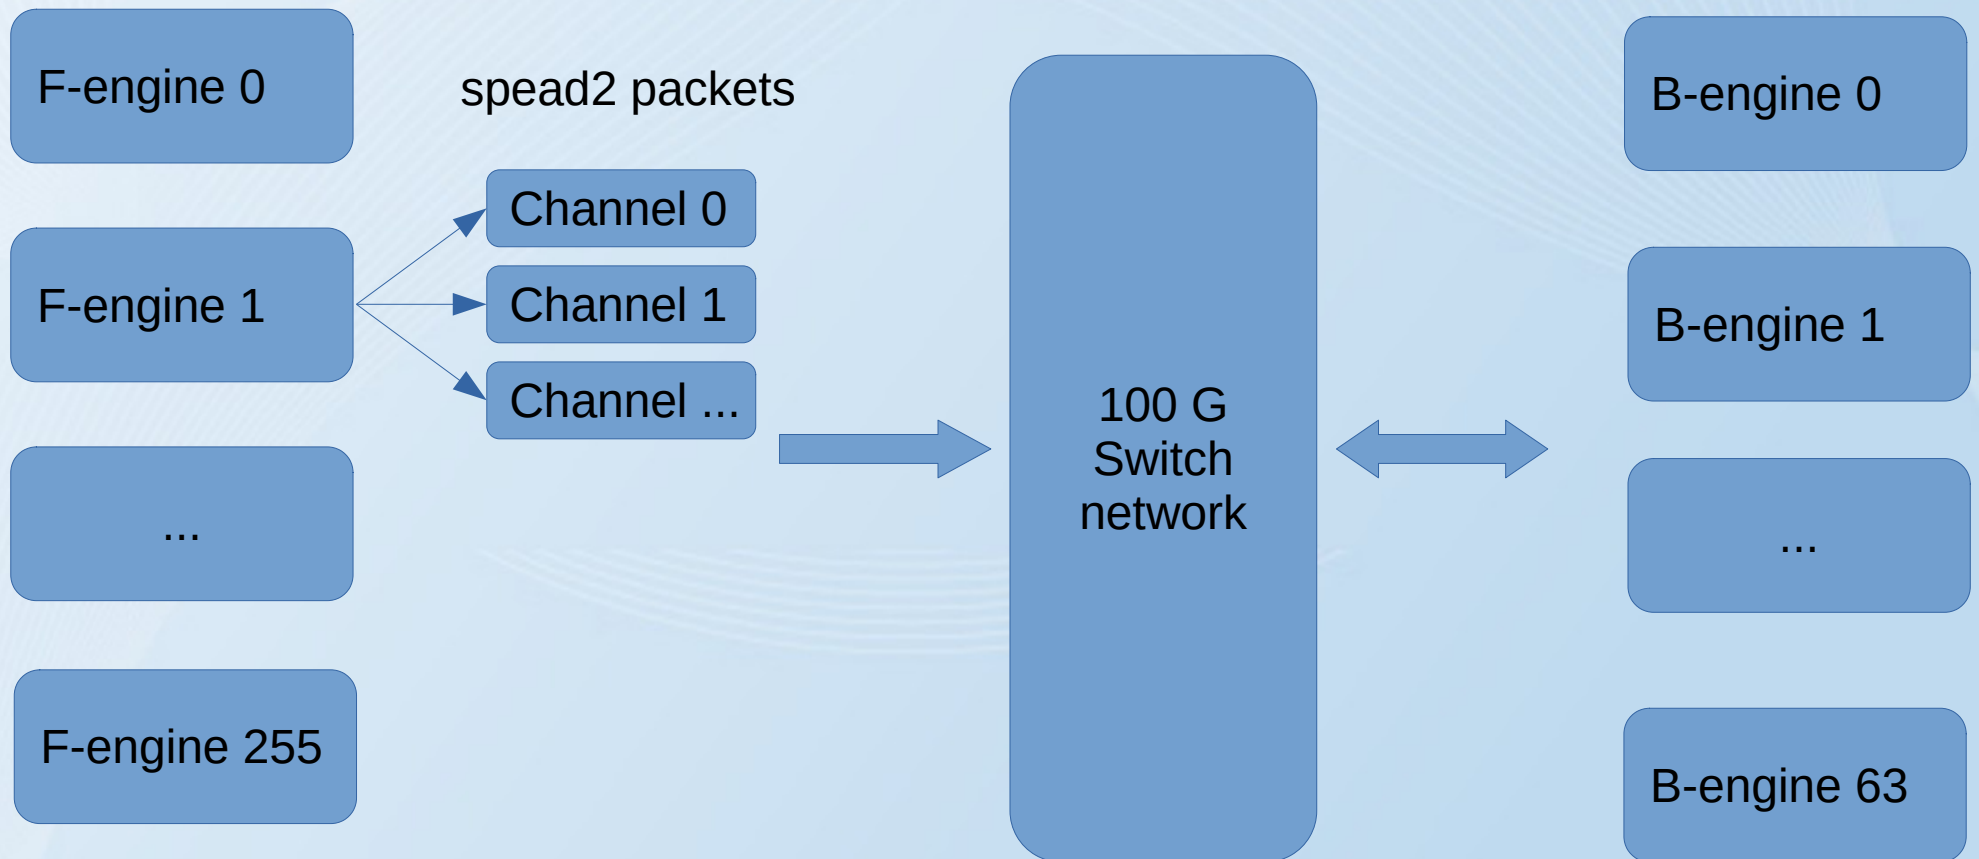 F-engine 0
F-engine 1
...
F-engine 255
spead2 packets
Channel 0
Channel 1
Channel ...
100 G
Switch
network
B-engine 0
B-engine 1
...
B-engine 63